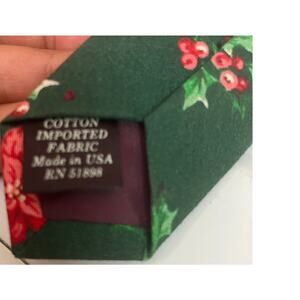 COTTON
IMPORTED
FABRIC
Made in USA
RN 51898